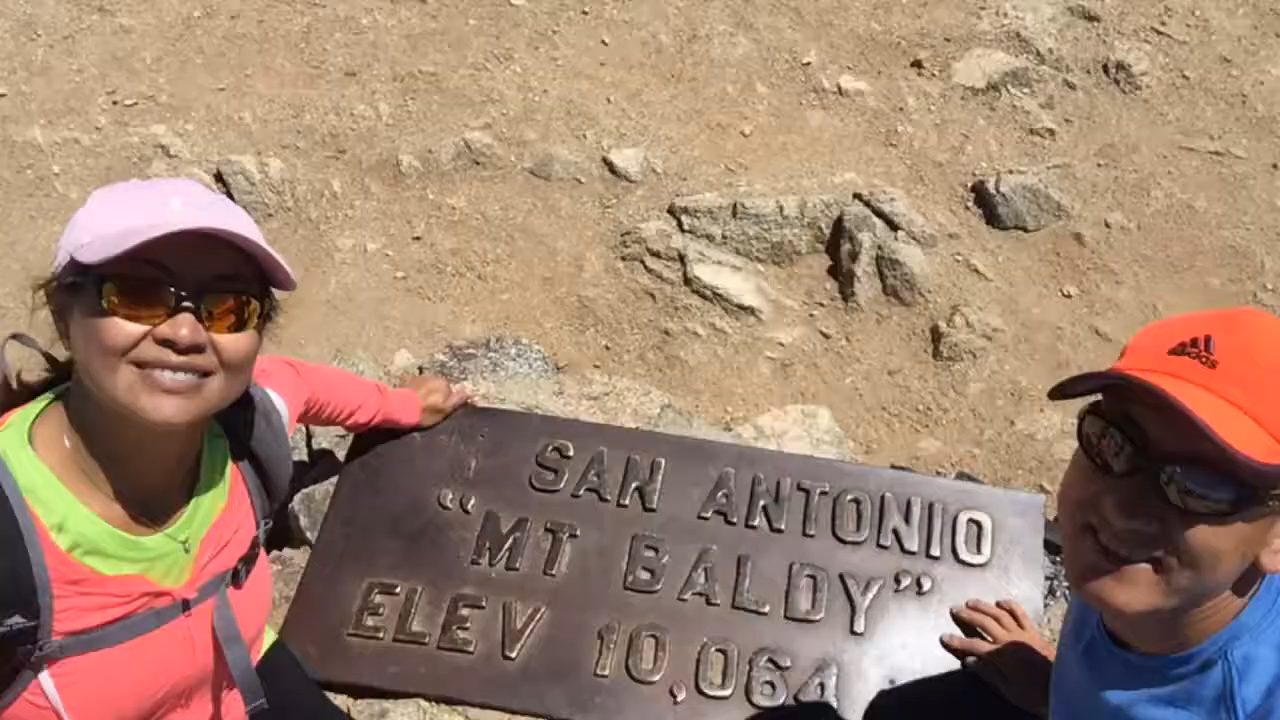 adidas
SAN ANTONIO
“MT BALDY”
ELEV 10,064